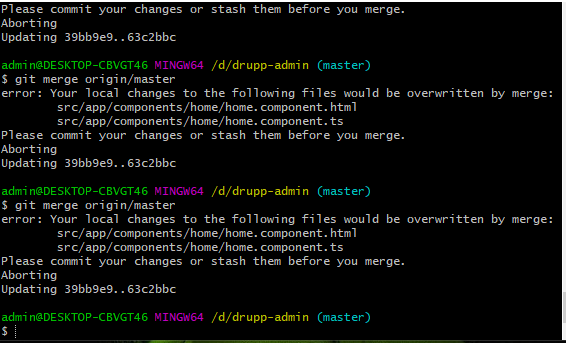 Please commit your changes or stash them before you merge.
Aborting
Updating 39bb9e9..63c2bbc
admin@DESKTOP-CBVGT46 MINGW64 /d/drupp-admin (master)
$ git merge origin/master
error: Your local changes to the following files would be overwritten by merge:
src/app/components/home/home.component.html
src/app/components/home/home.component.ts
Please commit your changes or stash them before you merge.
Aborting
Updating 39bb9e9..63c2bbc
admin@DESKTOP-CBVGT46 MINGW64 /d/drupp-admin (master)
$ git merge origin/master
error: Your local changes to the following files would be overwritten by merge:
src/app/components/home/home.component.html
src/app/components/home/home.component.ts
Please commit your changes or stash them before you merge.
Aborting
Updating 39bb9e9..63c2bbc
admin@DESKTOP-CBVGT46 MINGW64 /d/drupp-admin (master)
$